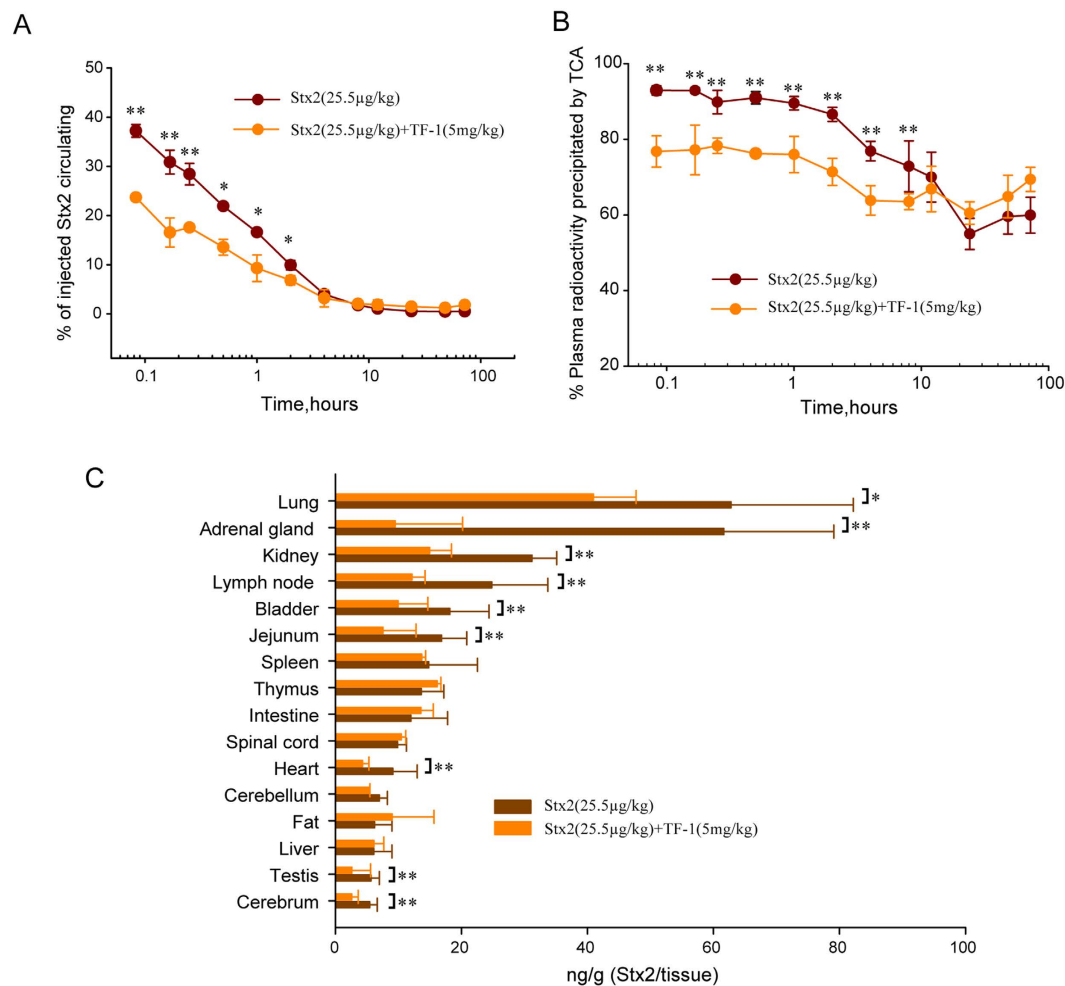 A
% of injected Stx2 circulating
50
40
30
20
10
0
** ** ** * * *
Stx2(25.5μg/kg)
Stx2(25.5μg/kg)+TF-1(5mg/kg)
0.1 1 10 100
Time,hours
B
% Plasma radioactivity precipitated by TCA
100
80
60
40
20
** ** ** ** ** ** ** **
Stx2(25.5μg/kg)
Stx2(25.5μg/kg)+TF-1(5mg/kg)
0.1 1 10 100
Time,hours
C
Lung *
Adrenal gland **
Kidney **
Lymph node **
Bladder **
Jejunum **
Spleen
Thymus
Intestine
Spinal cord
Heart **
Cerebellum
Fat
Liver
Testis **
Cerebrum **
Stx2(25.5μg/kg)
Stx2(25.5μg/kg)+TF-1(5mg/kg)
0 20 40 60 80 100
ng/g (Stx2/tissue)